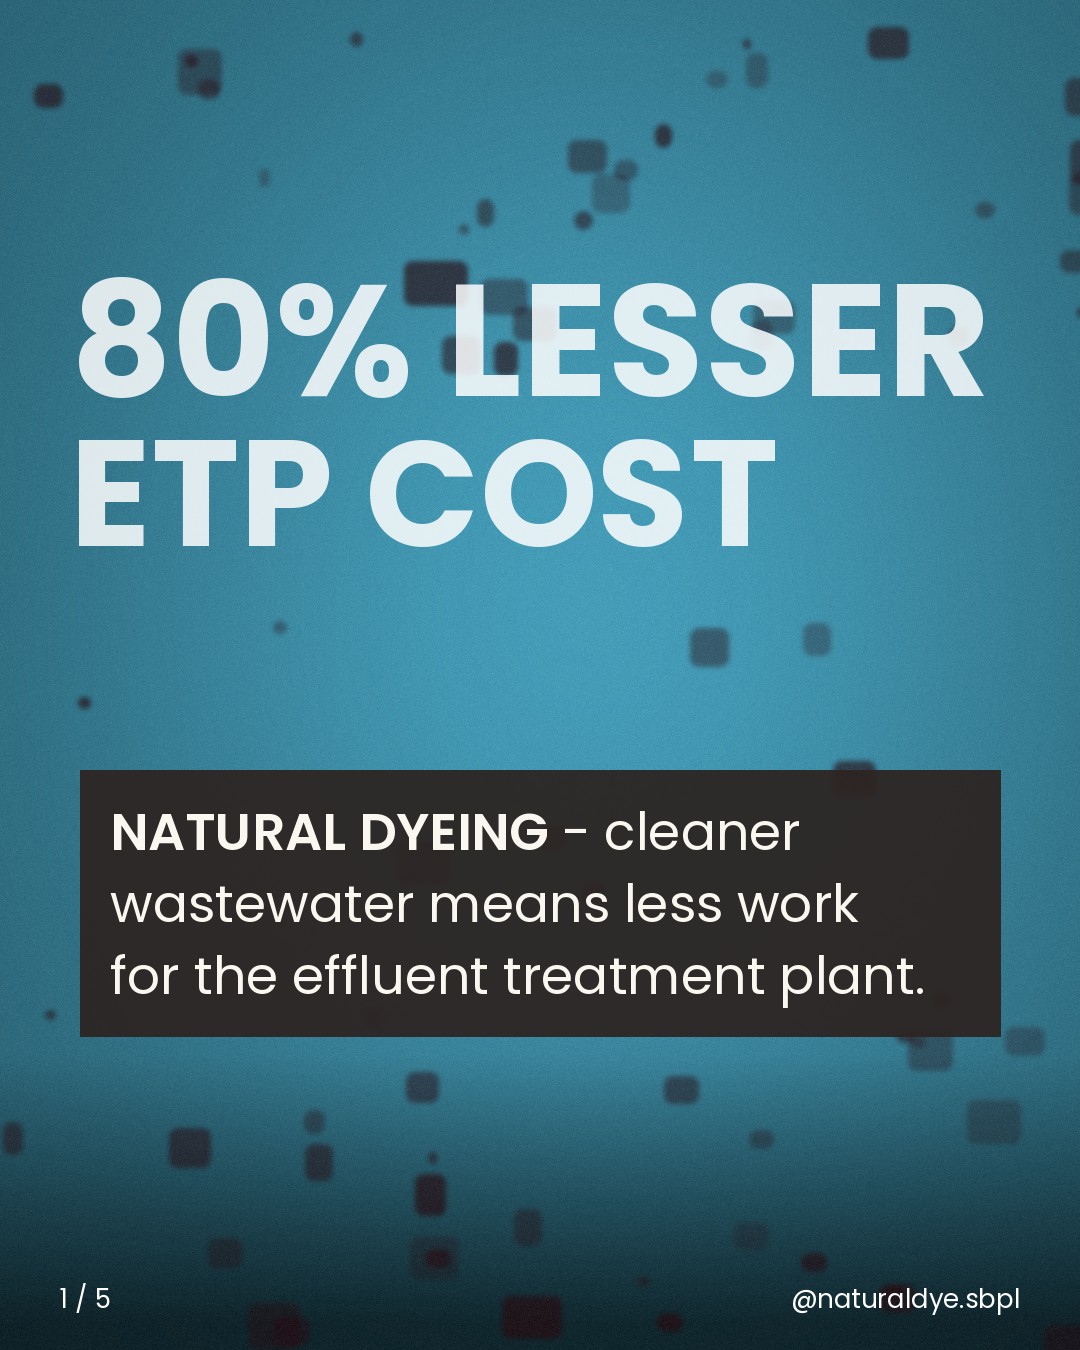 80% LESSER
ETP COST
NATURAL DYEING - cleaner
wastewater means less work
for the effluent treatment plant.
1 / 5
@naturaldye.sbpl